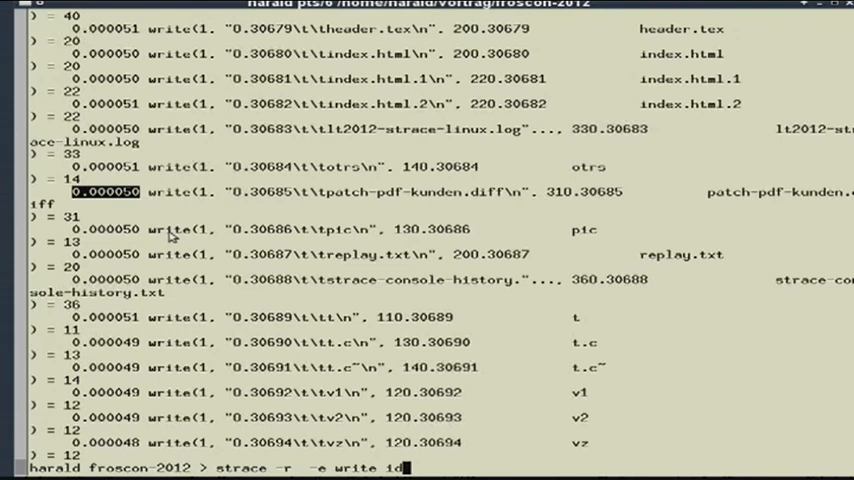 harald pts/6 /home/harald/vortrag/froscon-2012
) = 40
0.000051 write(1, "0.30679\t\theader.tex\n", 200.30679 header.tex
) = 20
0.000050 write(1, "0.30680\t\tindex.html\n", 200.30680 index.html
) = 20
0.000050 write(1, "0.30681\t\tindex.html.1\n", 220.30681 index.html.1
) = 22
0.000051 write(1, "0.30682\t\tindex.html.2\n", 220.30682 index.html.2
) = 22
0.000050 write(1, "0.30683\t\tlt2012-strace-linux.log"..., 330.30683 lt2012-str
ace-linux.log
) = 33
0.000051 write(1, "0.30684\t\totrs\n", 140.30684 otrs
) = 14
0.000050 write(1, "0.30685\t\tpatch-pdf-kunden.diff\n", 310.30685 patch-pdf-kunden.d
iff
) = 31
0.000050 write(1, "0.30686\t\tpic\n", 130.30686 pic
) = 13
0.000050 write(1, "0.30687\t\treplay.txt\n", 200.30687 replay.txt
) = 20
0.000050 write(1, "0.30688\t\tstrace-console-history."..., 360.30688 strace-con
sole-history.txt
) = 36
0.000051 write(1, "0.30689\t\tt\n", 110.30689 t
) = 11
0.000049 write(1, "0.30690\t\tt.c\n", 130.30690 t.c
) = 13
0.000049 write(1, "0.30691\t\tt.c~\n", 140.30691 t.c~
) = 14
0.000049 write(1, "0.30692\t\tv1\n", 120.30692 v1
) = 12
0.000049 write(1, "0.30693\t\tv2\n", 120.30693 v2
) = 12
0.000048 write(1, "0.30694\t\tvz\n", 120.30694 vz
) = 12
harald froscon-2012 > strace -r -e write id